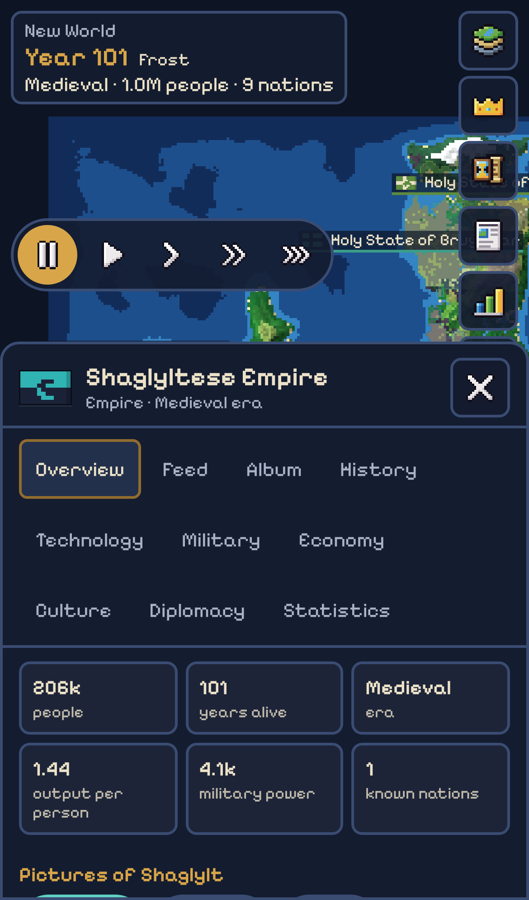 New World
Year 101 Frost
Medieval · 1.0M people · 9 nations
Holy
of
Holy State of
Shaglyltese Empire
Empire · Medieval era
Overview
Feed
Album
History
Technology
Military
Economy
Culture
Diplomacy
Statistics
206k
people
101
years alive
Medieval
era
1.44
output per
person
4.1k
military power
1
known nations
Pictures of Shaglylt